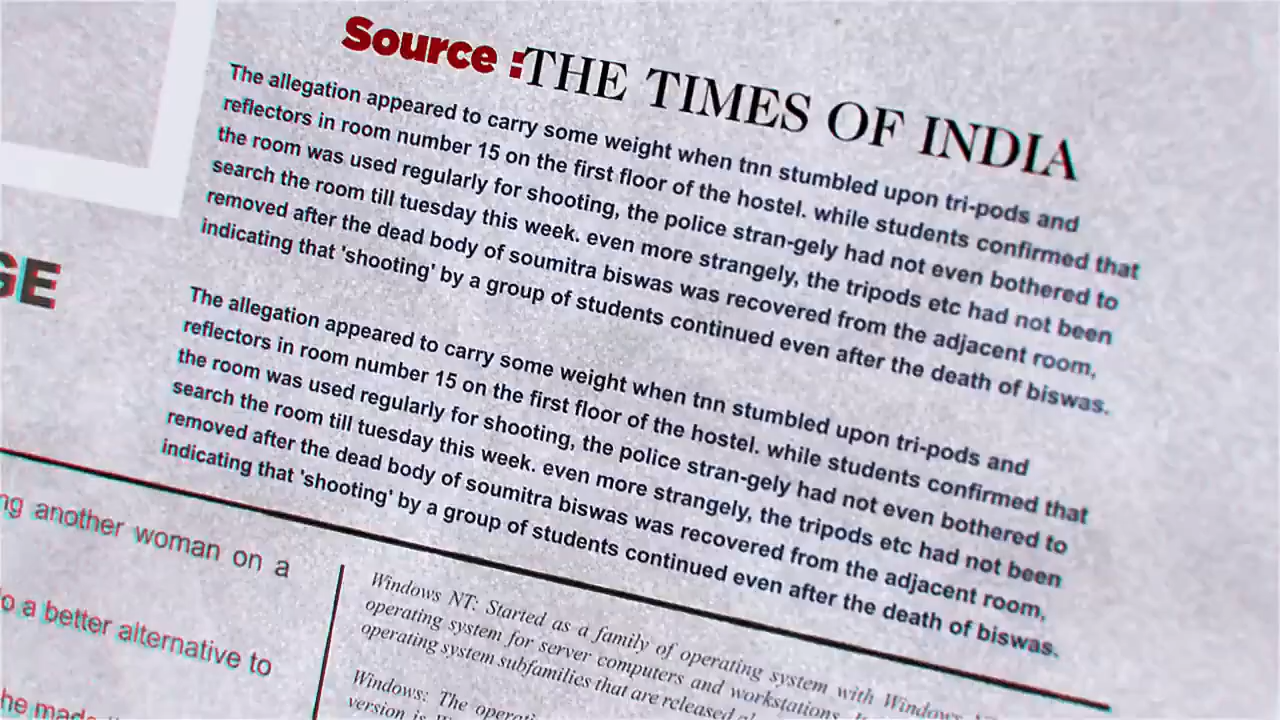 Source :THE TIMES OF INDIA
The allegation appeared to carry some weight when tnn stumbled upon tri-pods and
reflectors in room number 15 on the first floor of the hostel. while students confirmed that
the room was used regularly for shooting, the police stran-gely had not even bothered to
search the room till tuesday this week. even more strangely, the tripods etc had not been
removed after the dead body of soumitra biswas was recovered from the adjacent room,
indicating that 'shooting' by a group of students continued even after the death of biswas.
The allegation appeared to carry some weight when tnn stumbled upon tri-pods and
reflectors in room number 15 on the first floor of the hostel. while students confirmed that
the room was used regularly for shooting, the police stran-gely had not even bothered to
search the room till tuesday this week. even more strangely, the tripods etc had not been
removed after the dead body of soumitra biswas was recovered from the adjacent room,
indicating that 'shooting' by a group of students continued even after the death of biswas.
GE
ng another woman on a
to a better alternative to
he made
Windows NT: Started as a family of operating system with Windows
operating system for server computers and workstations.
operating system subfamilies that are released
Windows: The operati
version is